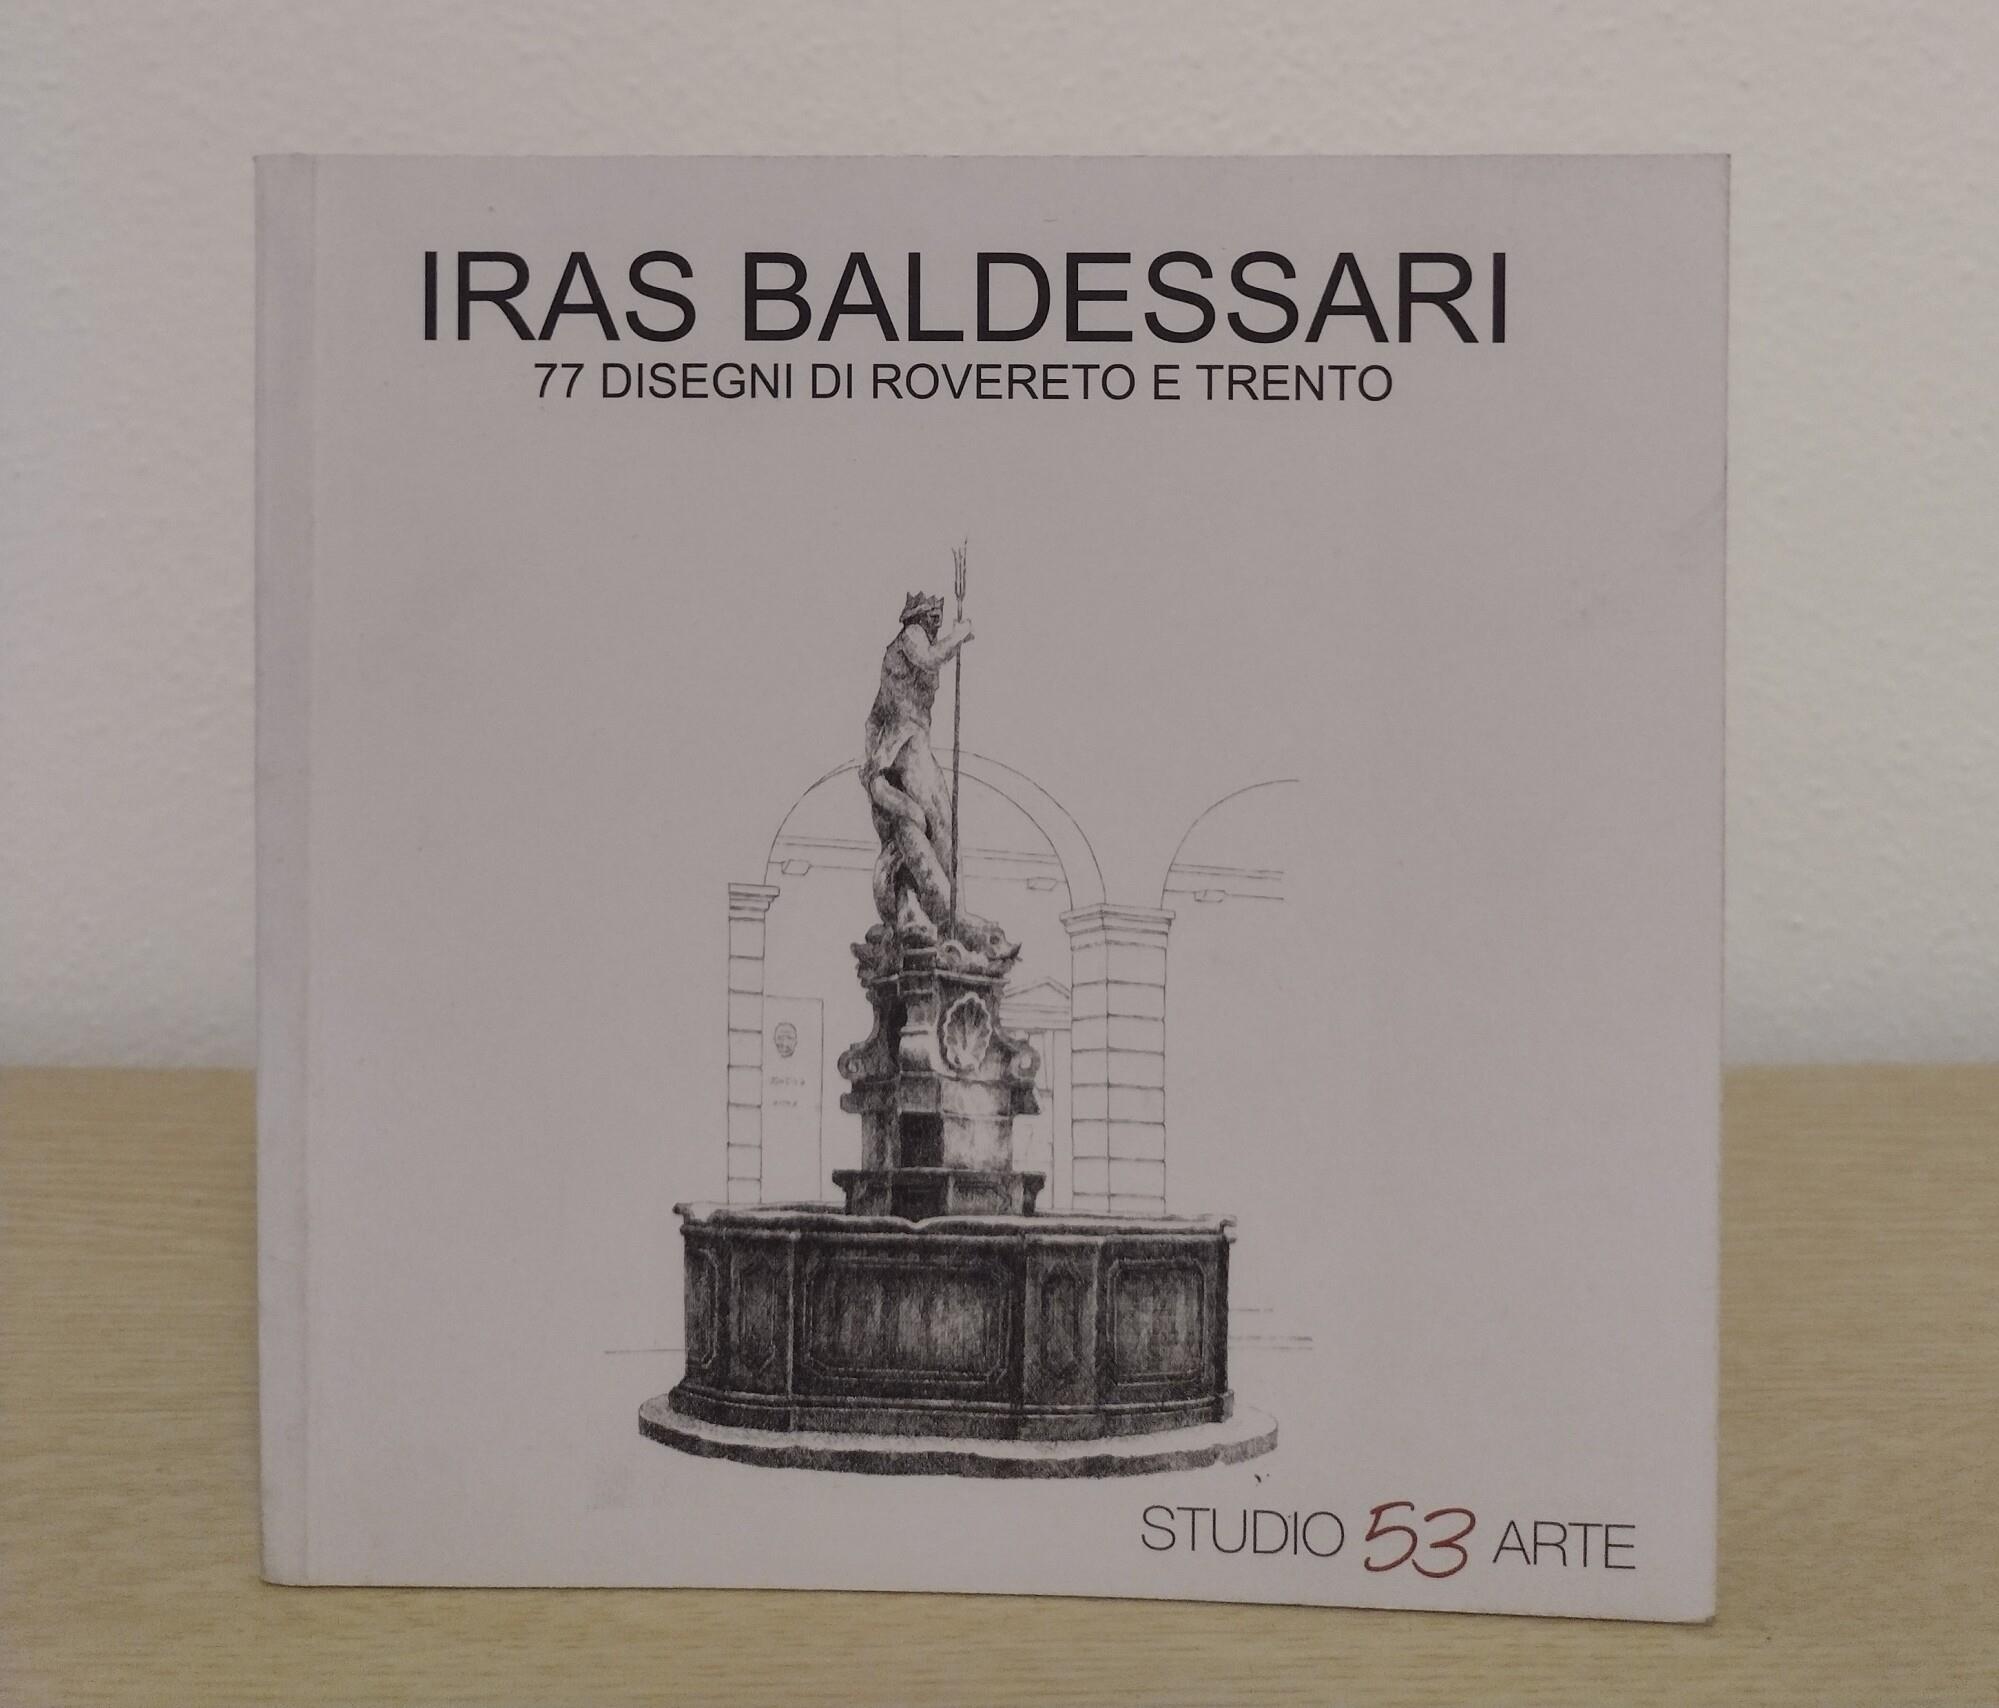 IRAS BALDESSARI
77 DISEGNI DI ROVERETO E TRENTO
STUDIO 53 ARTE